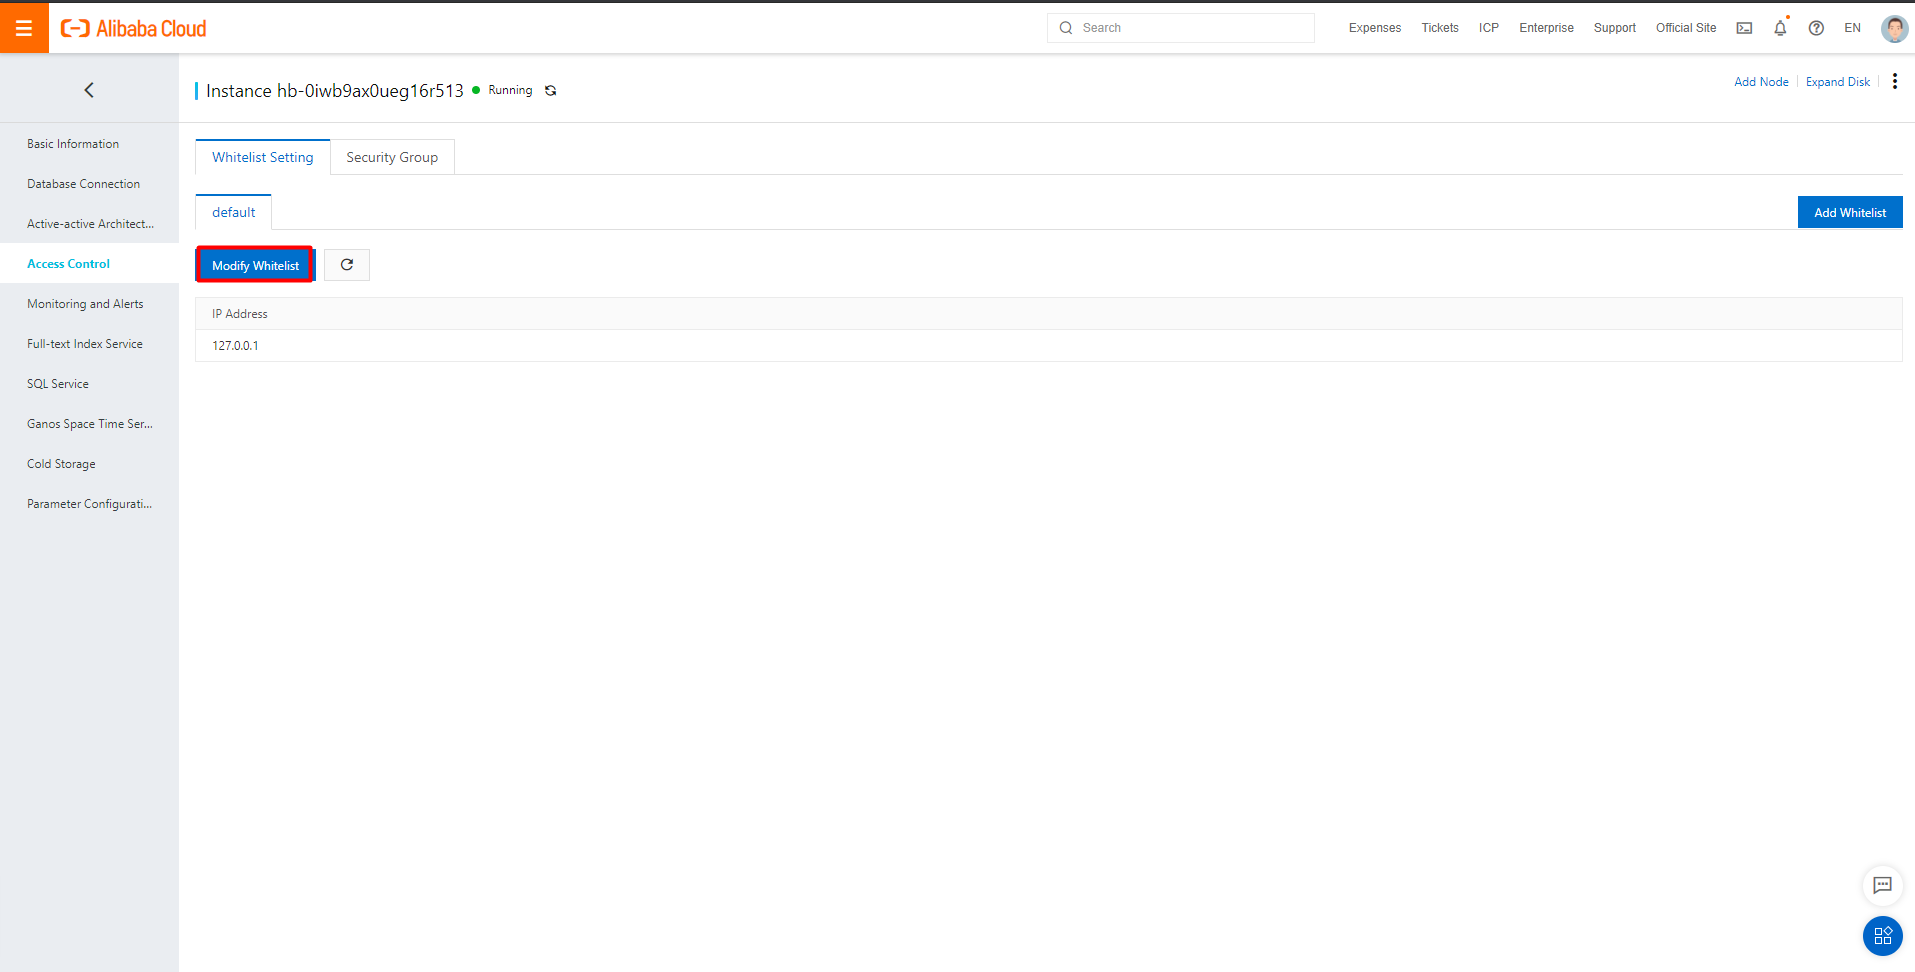 Alibaba Cloud
Search
Expenses Tickets ICP Enterprise Support Official Site EN
Instance hb-0iwb9ax0ueg16r513 Running
Add Node Expand Disk
Basic Information
Database Connection
Active-active Architect...
Access Control
Monitoring and Alerts
Full-text Index Service
SQL Service
Ganos Space Time Ser...
Cold Storage
Parameter Configurati...
Whitelist Setting Security Group
default
Add Whitelist
Modify Whitelist
IP Address
127.0.0.1